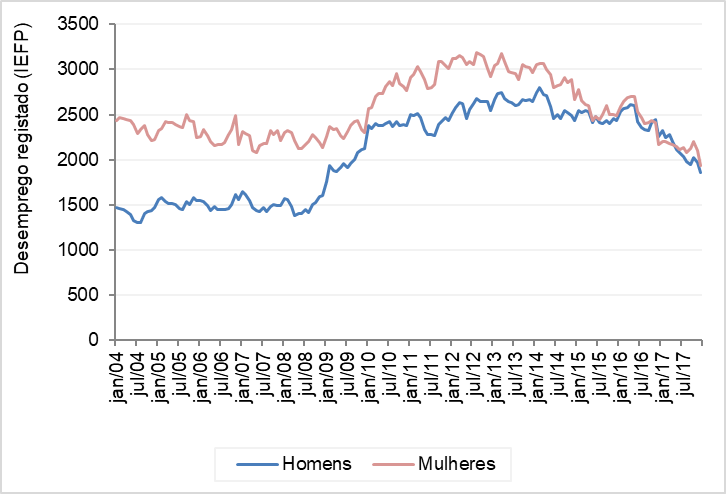 Desemprego registado (IEFP)
3500
3000
2500
2000
1500
1000
500
0
jan/04
jul/04
jan/05
jul/05
jan/06
jul/06
jan/07
jul/07
jan/08
jul/08
jan/09
jul/09
jan/10
jul/10
jan/11
jul/11
jan/12
jul/12
jan/13
jul/13
jan/14
jul/14
jan/15
jul/15
jan/16
jul/16
jan/17
jul/17
Homens
Mulheres